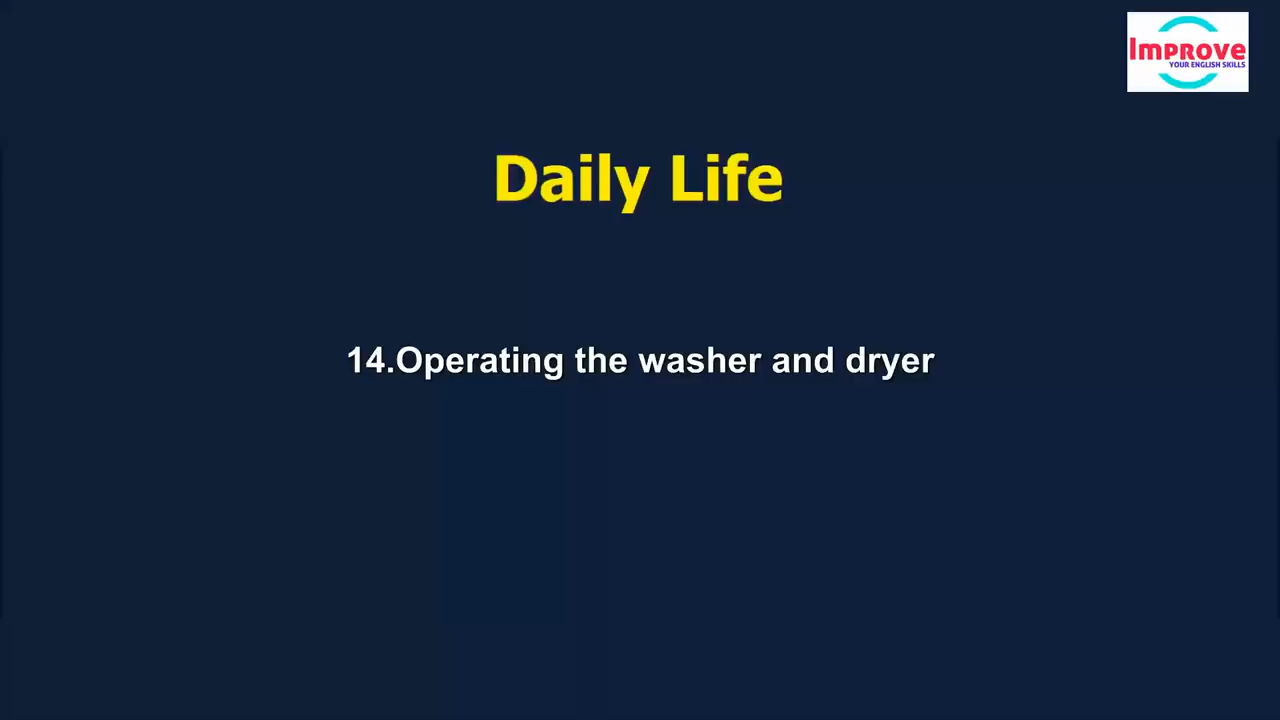 Improve
YOUR ENGLISH SKILLS
Daily Life
14.Operating the washer and dryer